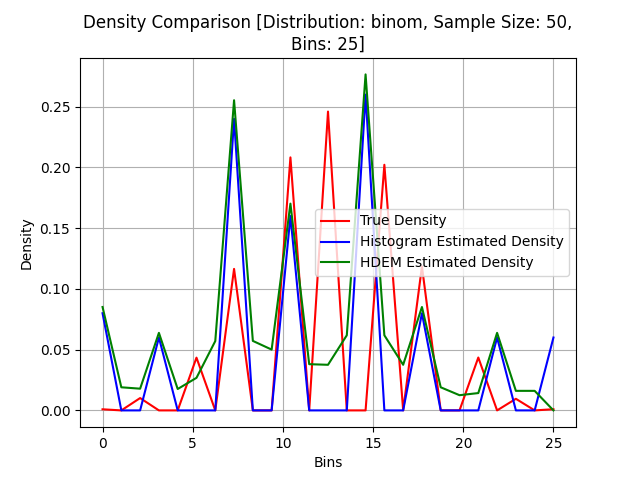 Density Comparison [Distribution: binom, Sample Size: 50,
Bins: 25]
0.25
0.20
0.15
0.10
0.05
0.00
Density
True Density
Histogram Estimated Density
HDEM Estimated Density
0 5 10 15 20 25
Bins